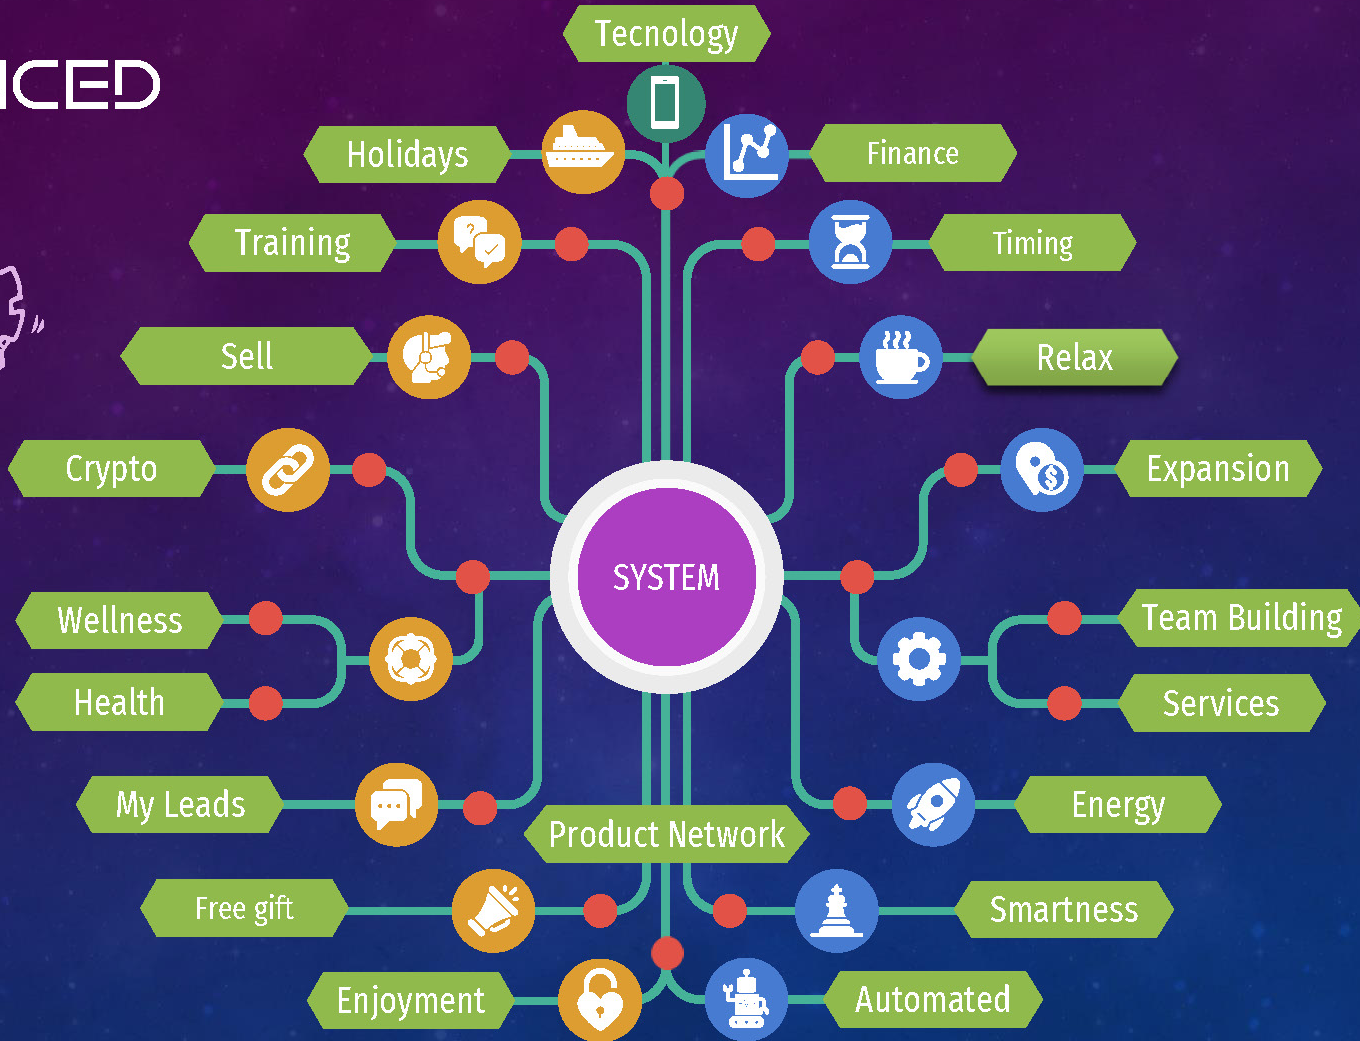 Tecnology
Holidays
Finance
Training
Timing
Sell
Relax
Crypto
Expansion
SYSTEM
Wellness
Team Building
Health
Services
My Leads
Energy
Product Network
Free gift
Smartness
Enjoyment
Automated